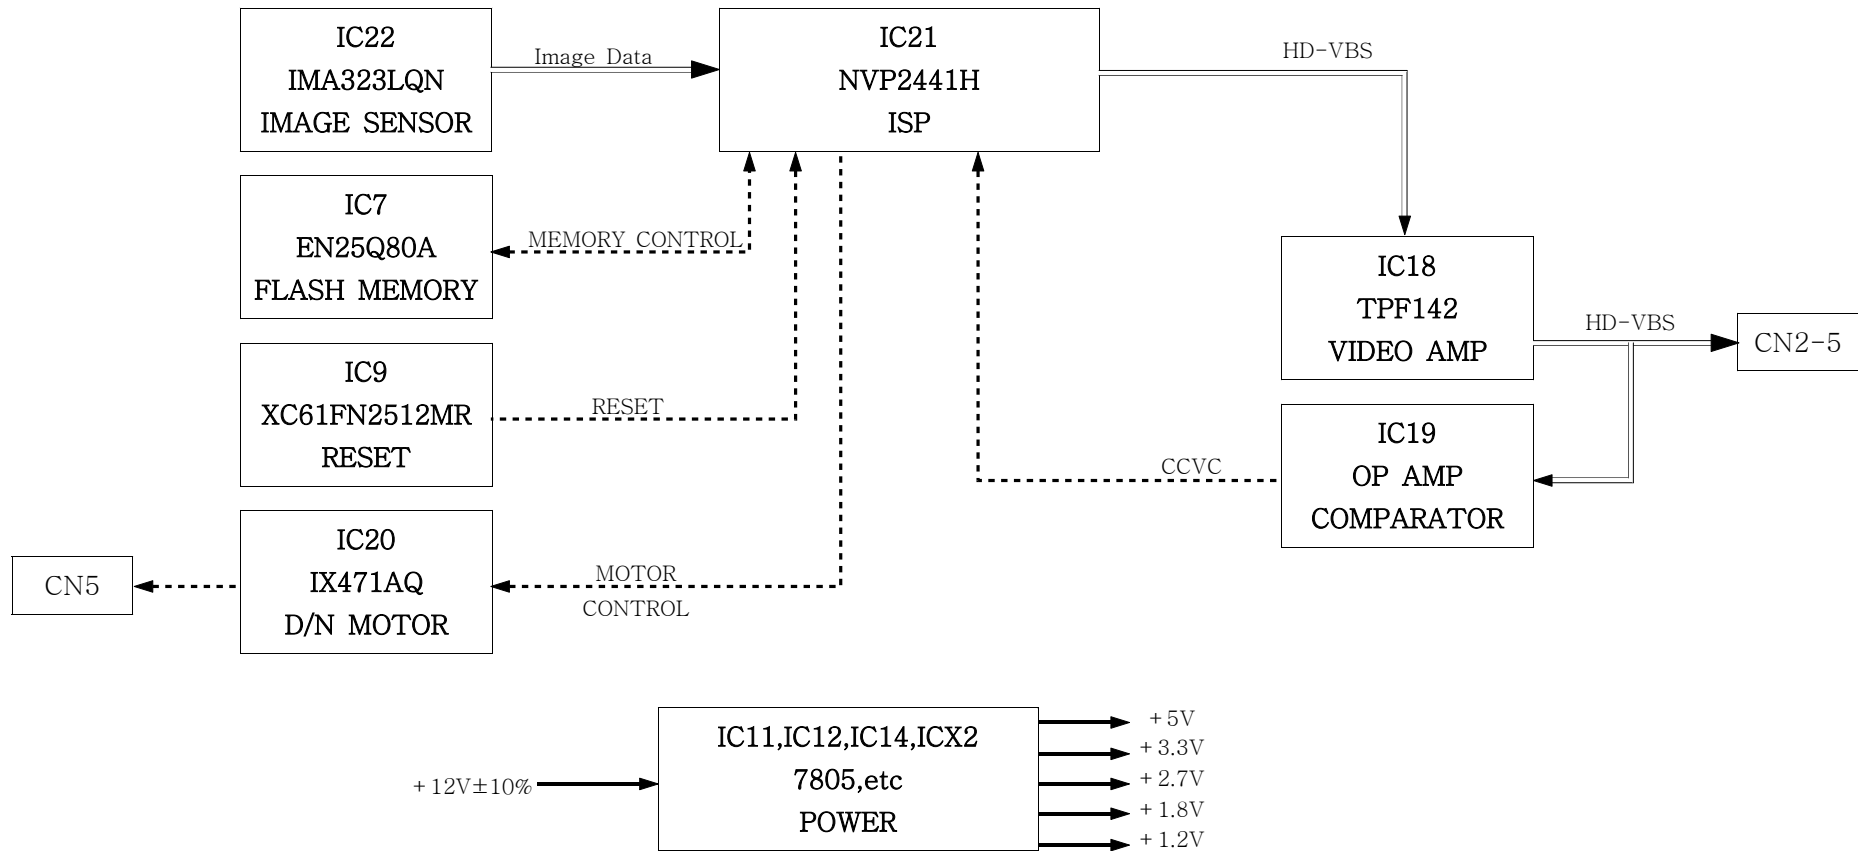 IC22
IMA323LQN
IMAGE SENSOR
Image Data
IC21
NVP2441H
ISP
HD-VBS
IC7
EN25Q80A
FLASH MEMORY
MEMORY CONTROL
IC18
TPF142
VIDEO AMP
HD-VBS
CN2-5
IC9
XC61FN2512MR
RESET
RESET
IC19
OP AMP
COMPARATOR
CCVC
IC20
IX471AQ
D/N MOTOR
CN5
MOTOR
CONTROL
IC11,IC12,IC14,ICX2
7805,etc
POWER
+12V±10%
+5V
+3.3V
+2.7V
+1.8V
+1.2V